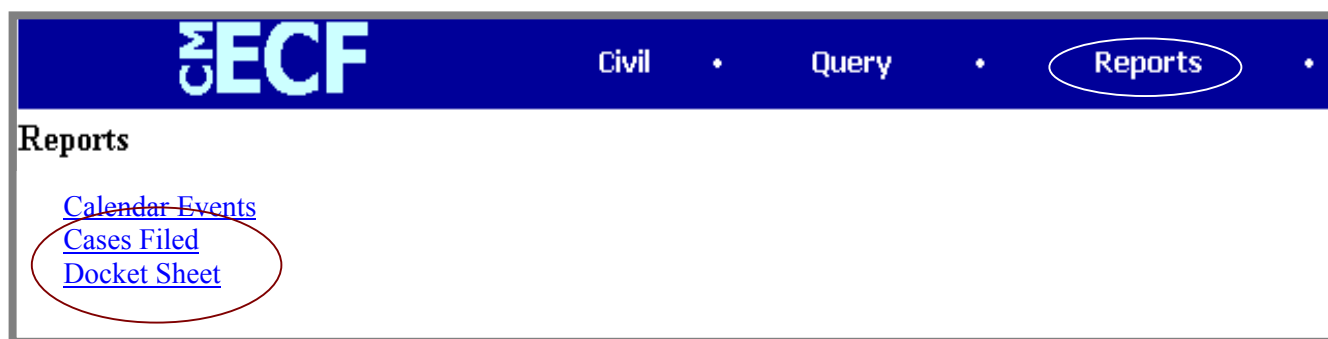 CM ECF Civil • Query • Reports •
Reports
Calendar Events
Cases Filed
Docket Sheet